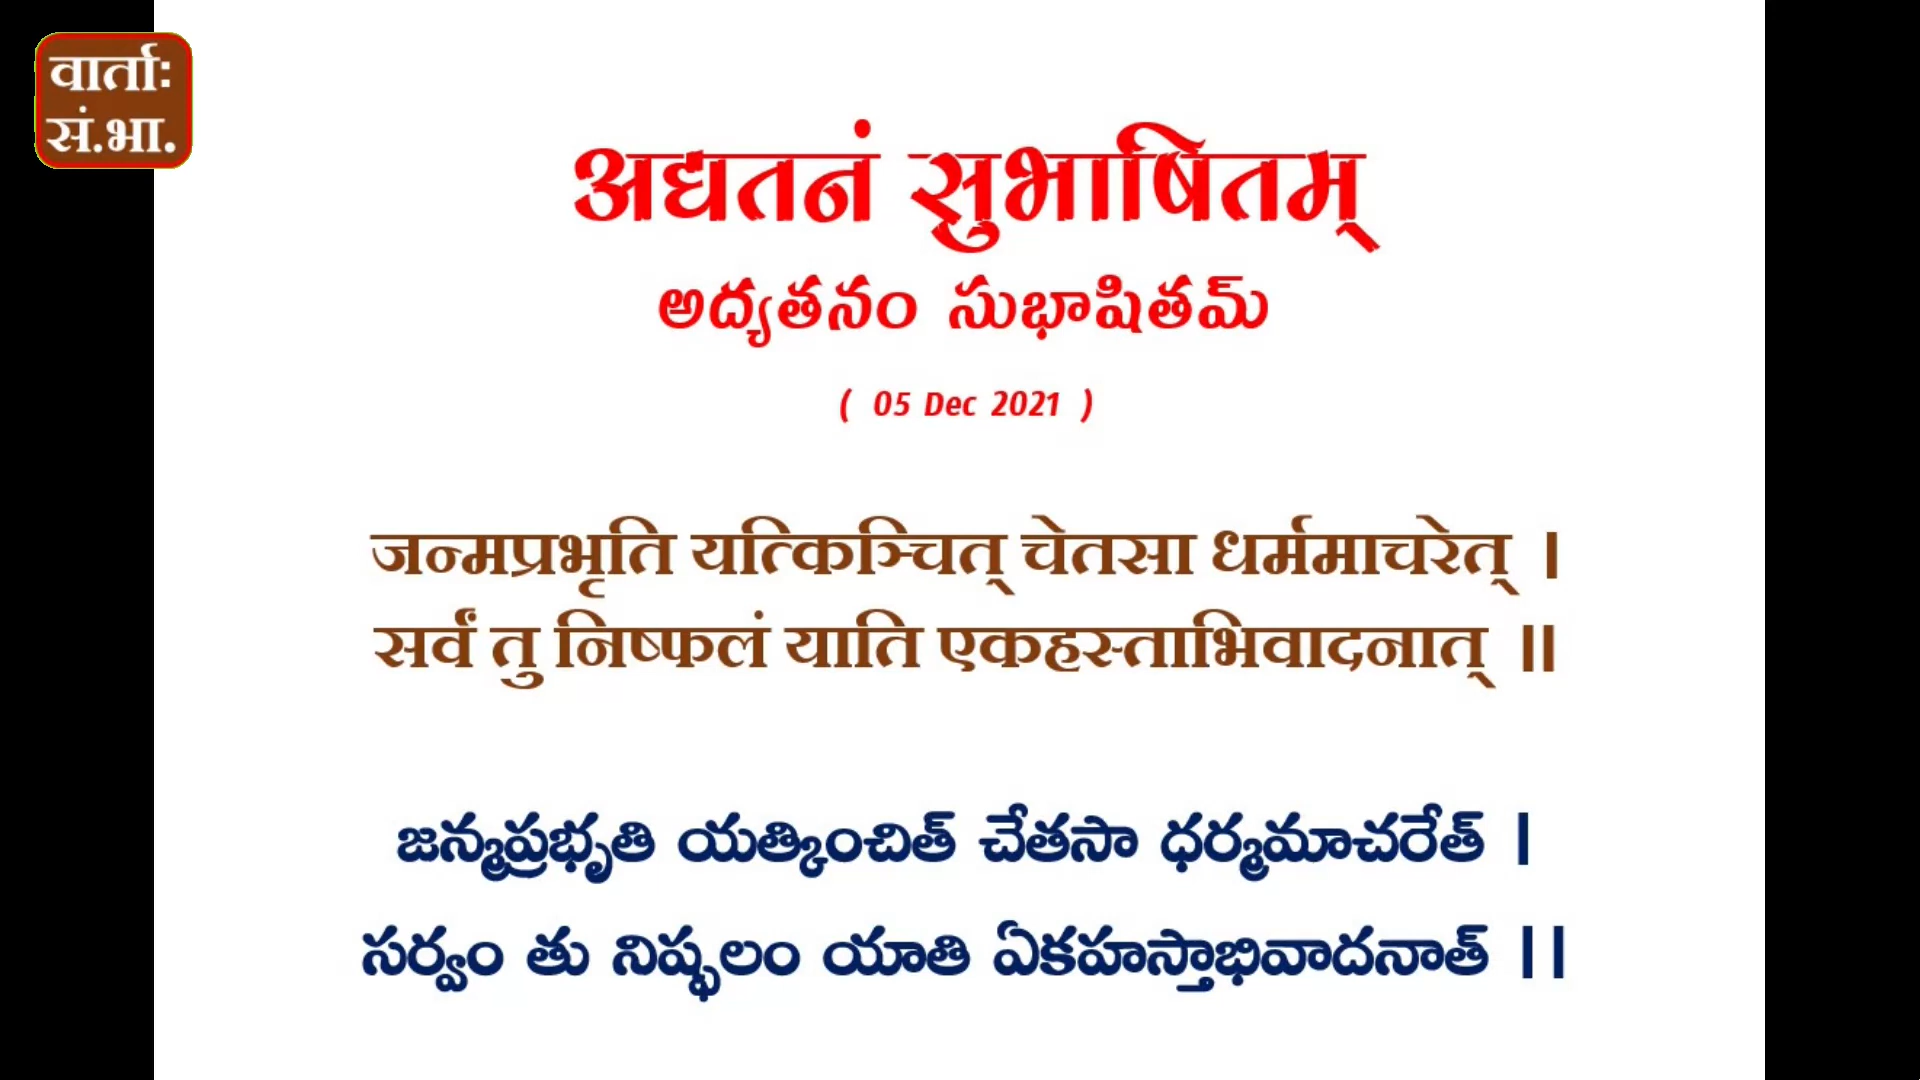 वार्ताः
सं.भा.
अद्यतनं सुभाषितम्
అద్యతనం సుభాషితమ్
( 05 Dec 2021 )
जन्मप्रभृति यत्किञ्चित् चेतसा धर्ममाचरेत् ।
सर्वं तु निष्फलं याति एकहस्ताभिवादनात् ॥
జన్మప్రభృతి యత్కించిత్ చేతసా ధర్మమాచరేత్ |
సర్వం తు నిష్ఫలం యాతి ఏకహస్తాభివాదనాత్ ||